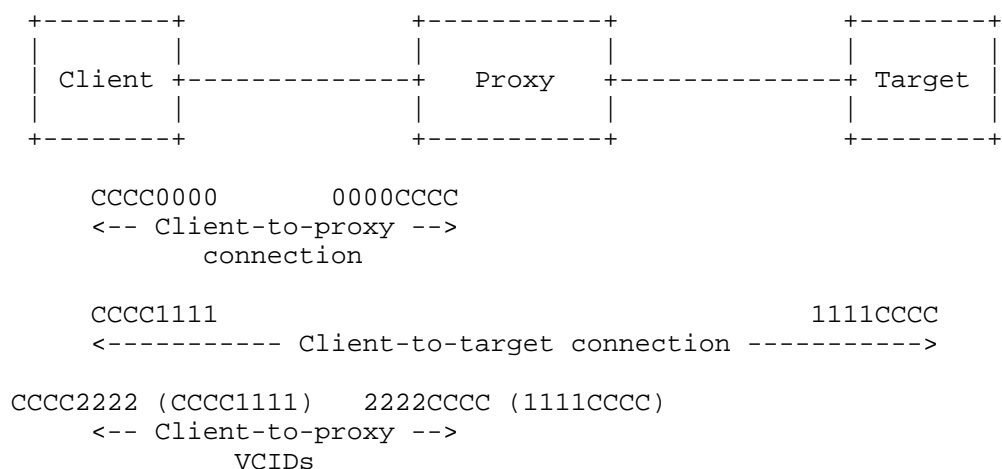 +--------+ +-----------+ +--------+
| | | | | |
| Client +--------------+ Proxy +--------------+ Target |
| | | | | |
+--------+ +-----------+ +--------+
CCCC0000 0000CCCC
<-- Client-to-proxy -->
connection
CCCC1111 1111CCCC
<----------- Client-to-target connection ----------->
CCCC2222 (CCCC1111) 2222CCCC (1111CCCC)
<-- Client-to-proxy -->
VCIDs